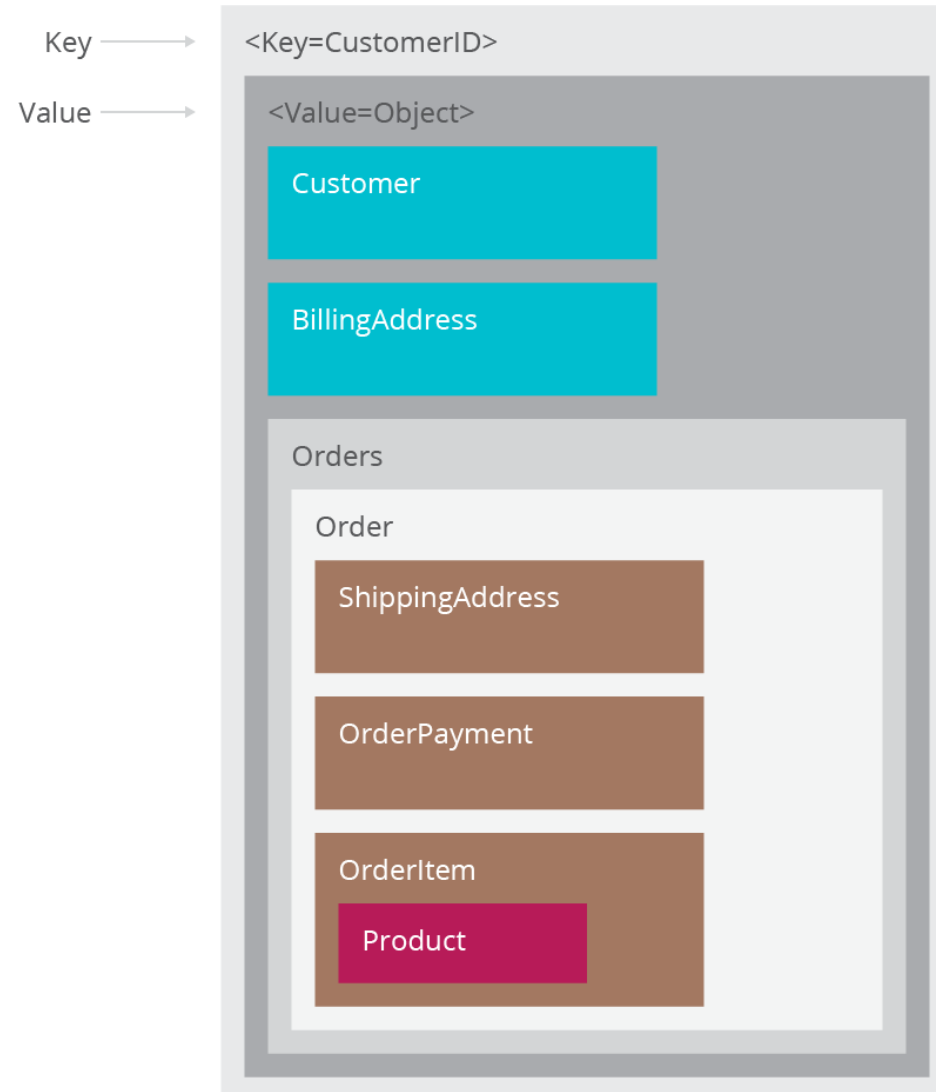 Key
<Key=CustomerID>
Value
<Value=Object>
Customer
BillingAddress
Orders
Order
ShippingAddress
OrderPayment
OrderItem
Product